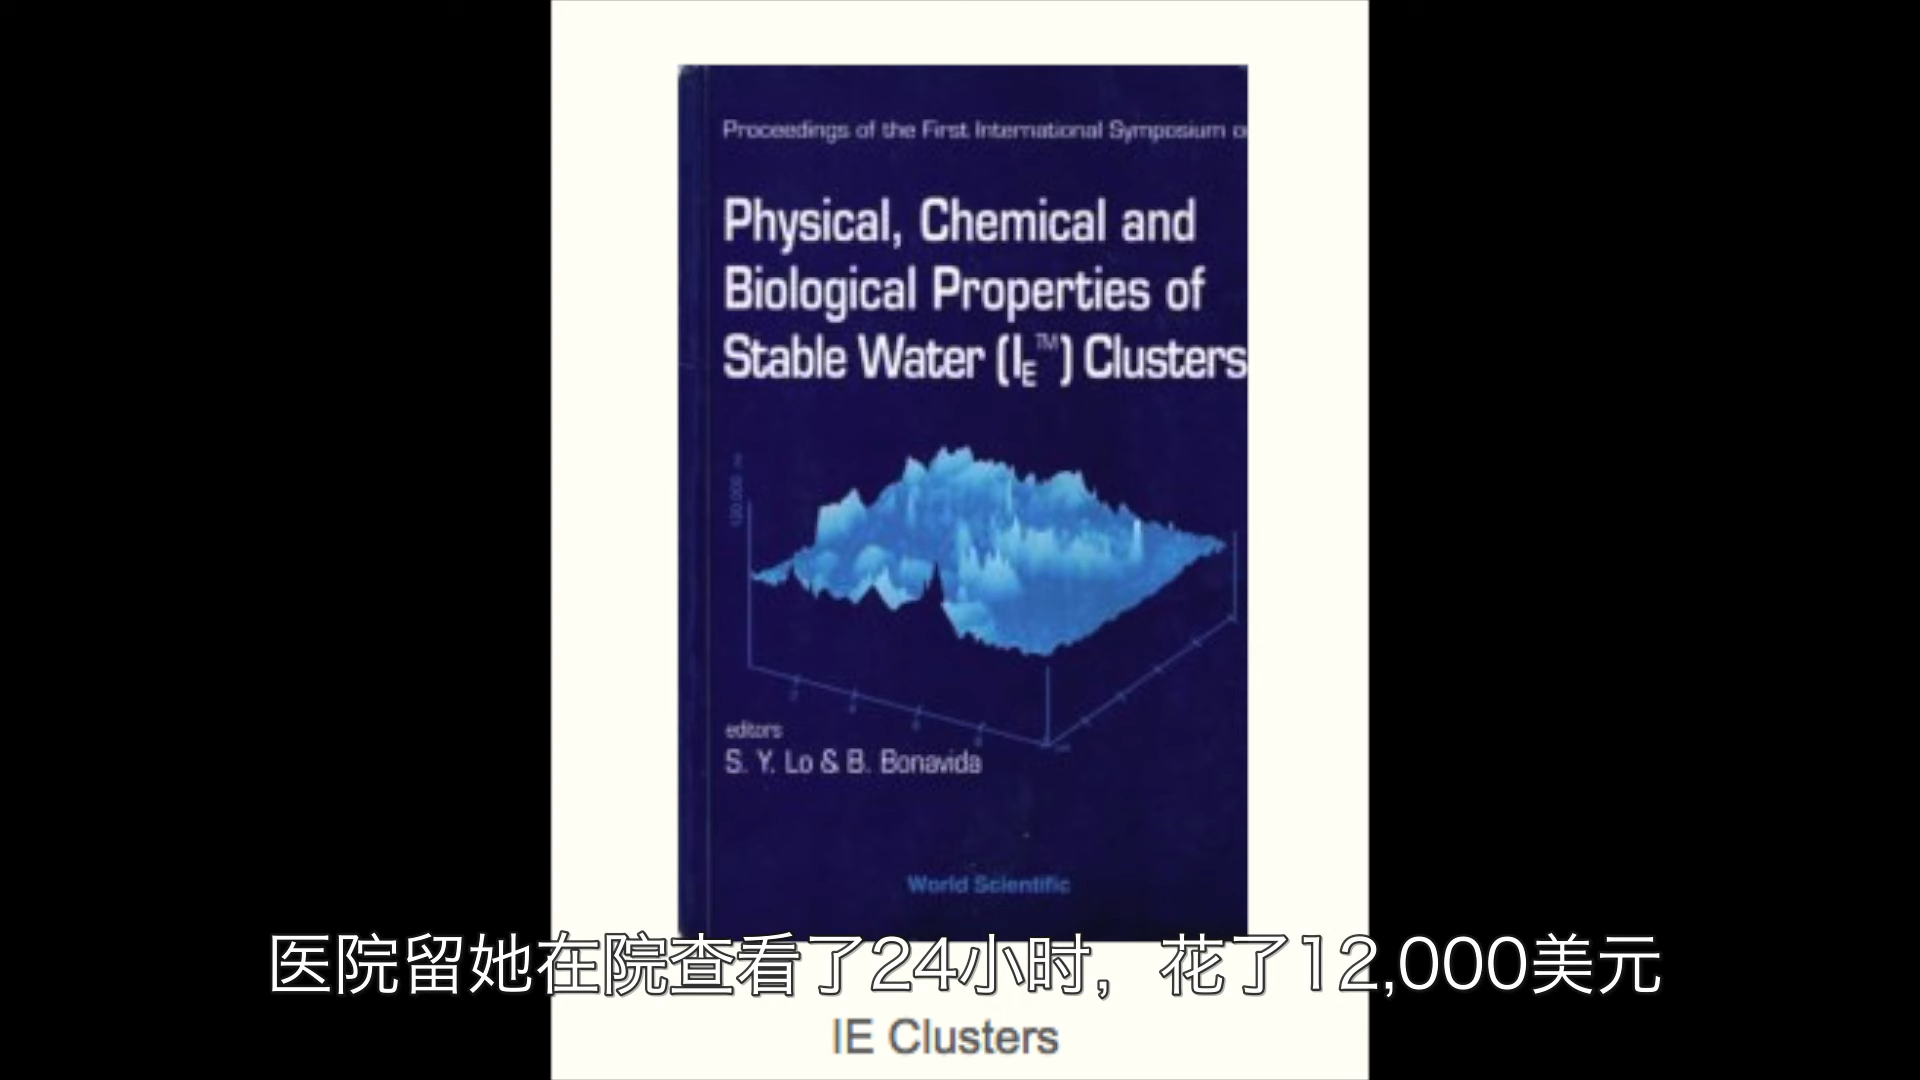 Proceedings of the First International Symposium o
Physical, Chemical and
Biological Properties of
Stable Water (IE™) Clusters
editors
S. Y. Lo & B. Bonavida
World Scientific
医院留她在院查看了24小时，花了12,000美元
IE Clusters